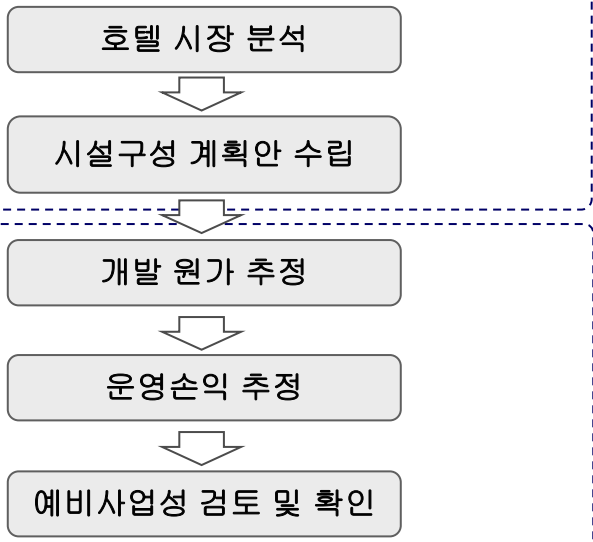 호텔 시장 분석
시설구성 계획안 수립
개발 원가 추정
운영손익 추정
예비사업성 검토 및 확인